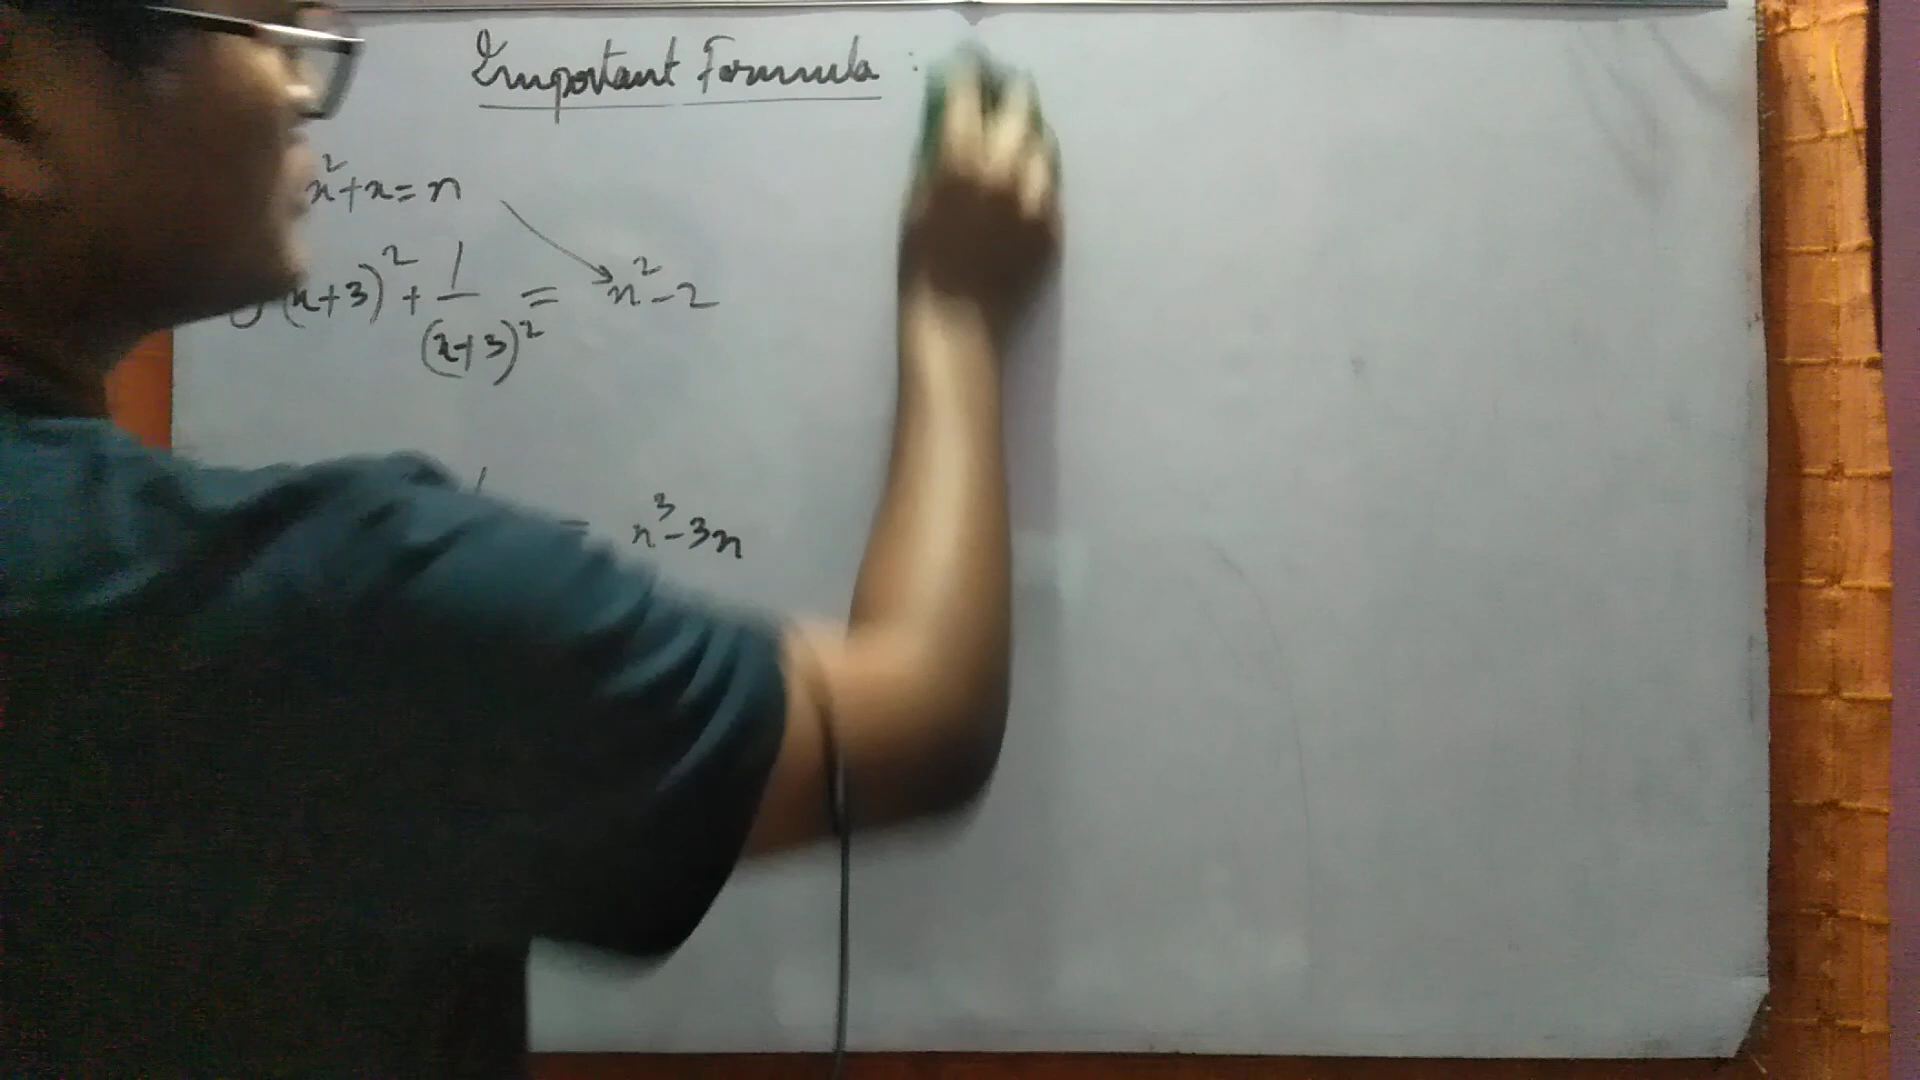 Important Formula :
x²+x=n
(x+3)² + 1/(x+3)² = n²-2
= n³-3n